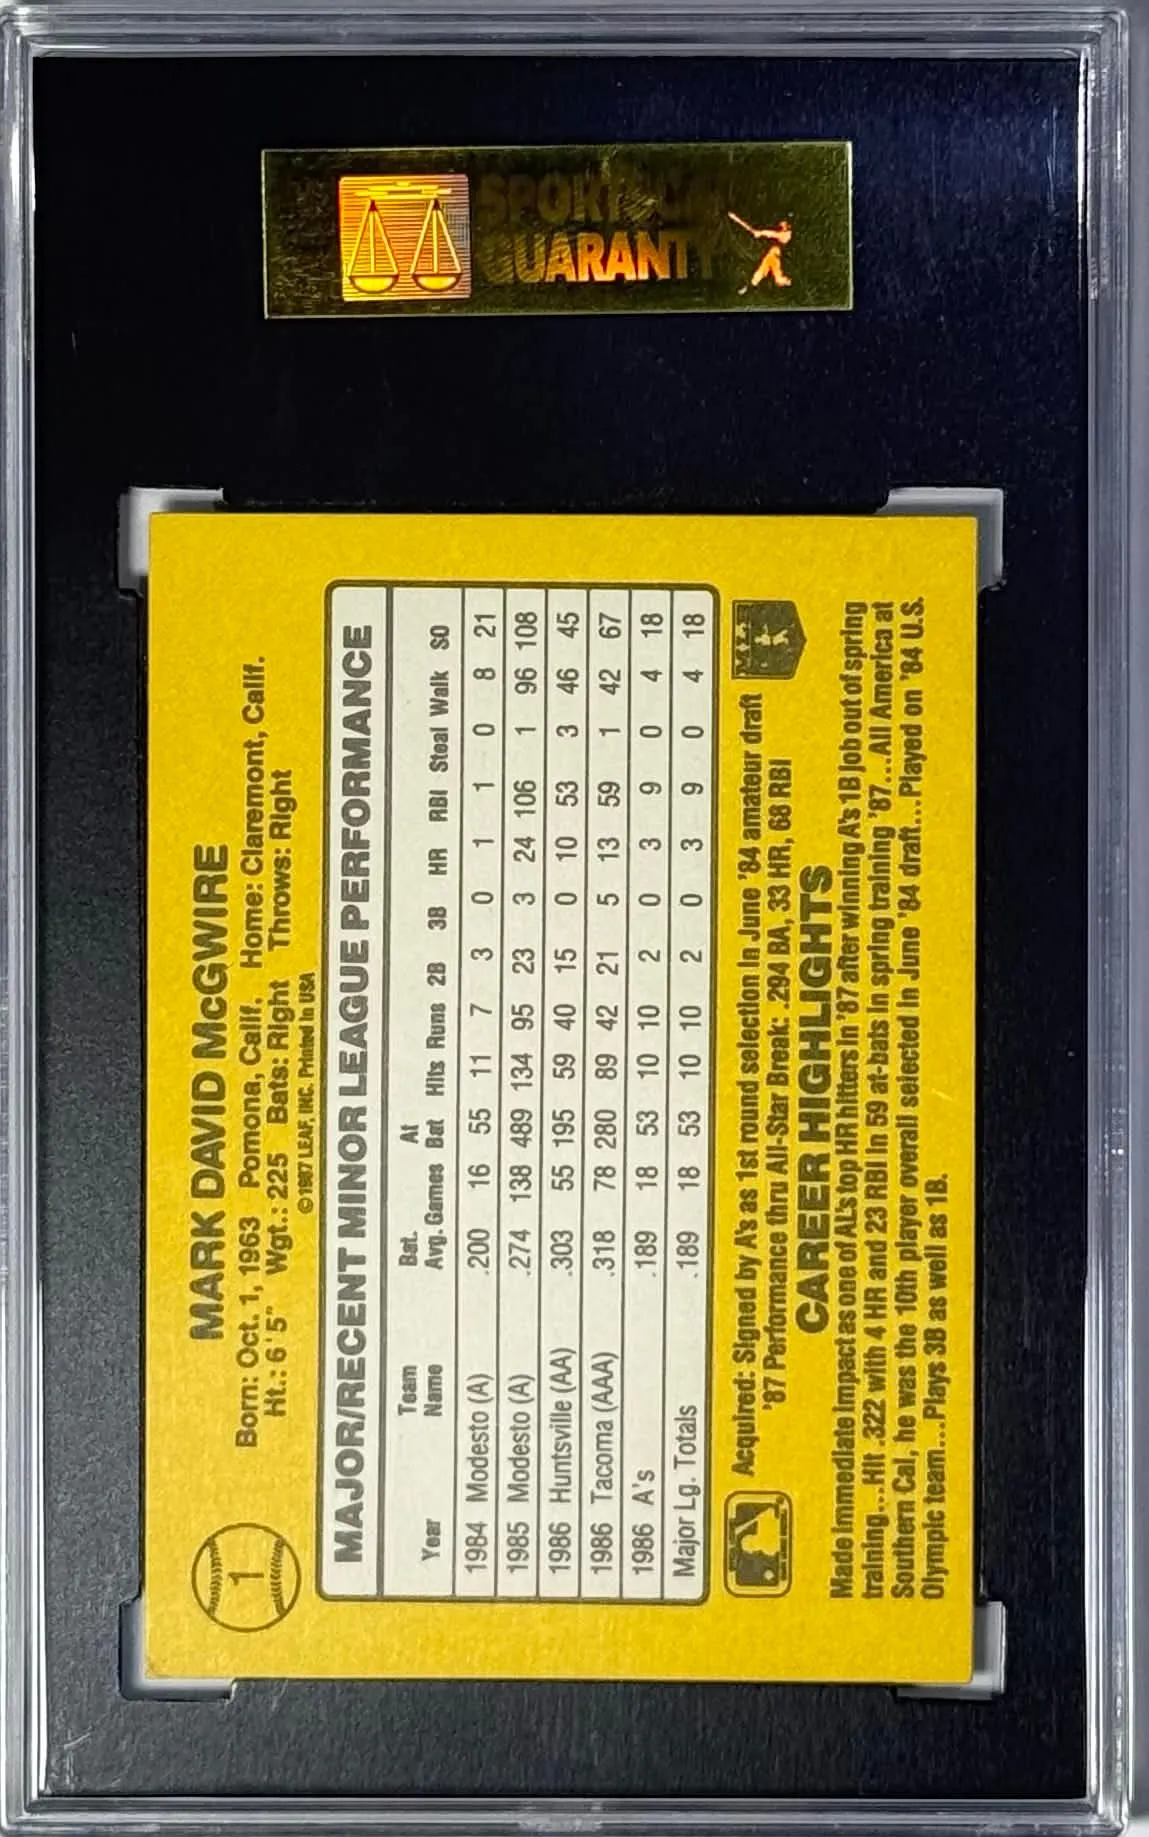 SPORTSCARD
GUARANTY
1
MARK DAVID McGWIRE
Born: Oct. 1, 1963 Pomona, Calif. Home: Claremont, Calif.
Ht.: 6'5" Wgt.: 225 Bats: Right Throws: Right
©1987 LEAF, INC. Printed in USA
MAJOR/RECENT MINOR LEAGUE PERFORMANCE
Team Bat. At
Year Name Avg. Games Bat Hits Runs 2B 3B HR RBI Steal Walk SO
1984 Modesto (A) .200 16 55 11 7 3 0 1 1 0 8 21
1985 Modesto (A) .274 138 489 134 95 23 3 24 106 1 96 108
1986 Huntsville (AA) .303 55 195 59 40 15 0 10 53 3 46 45
1986 Tacoma (AAA) .318 78 280 89 42 21 5 13 59 1 42 67
1986 A's .189 18 53 10 10 2 0 3 9 0 4 18
Major Lg. Totals .189 18 53 10 10 2 0 3 9 0 4 18
Acquired: Signed by A's as 1st round selection in June '84 amateur draft
'87 Performance thru All-Star Break: .294 BA, 33 HR, 68 RBI
CAREER HIGHLIGHTS
Made immediate impact as one of AL's top HR hitters in '87 after winning A's 1B job out of spring
training...Hit .322 with 4 HR and 23 RBI in 59 at-bats in spring training '87...All America at
Southern Cal, he was the 10th player overall selected in June '84 draft...Played on '84 U.S.
Olympic team...Plays 3B as well as 1B.